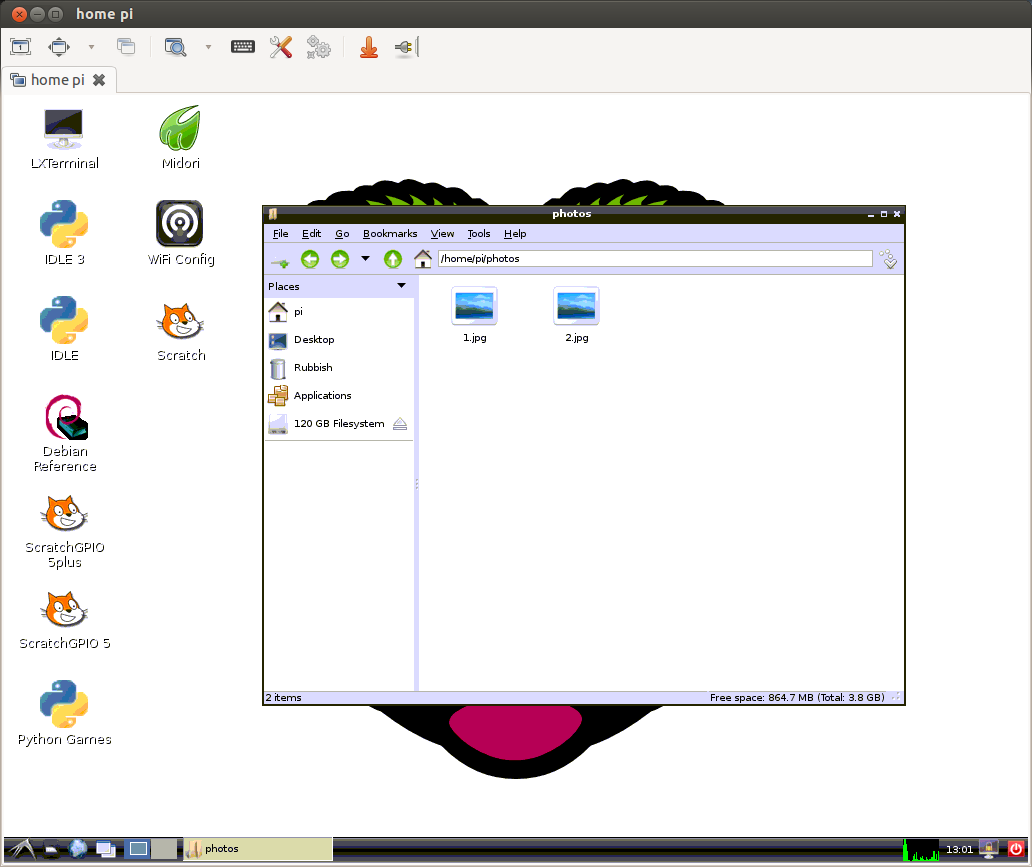 home pi
home pi
LXTerminal
Midori
IDLE 3
WiFi Config
IDLE
Scratch
Debian
Reference
ScratchGPIO
5plus
ScratchGPIO 5
Python Games
photos
File Edit Go Bookmarks View Tools Help
/home/pi/photos
Places
pi
Desktop
Rubbish
Applications
120 GB Filesystem
1.jpg
2.jpg
2 items
Free space: 864.7 MB (Total: 3.8 GB)
photos
13:01